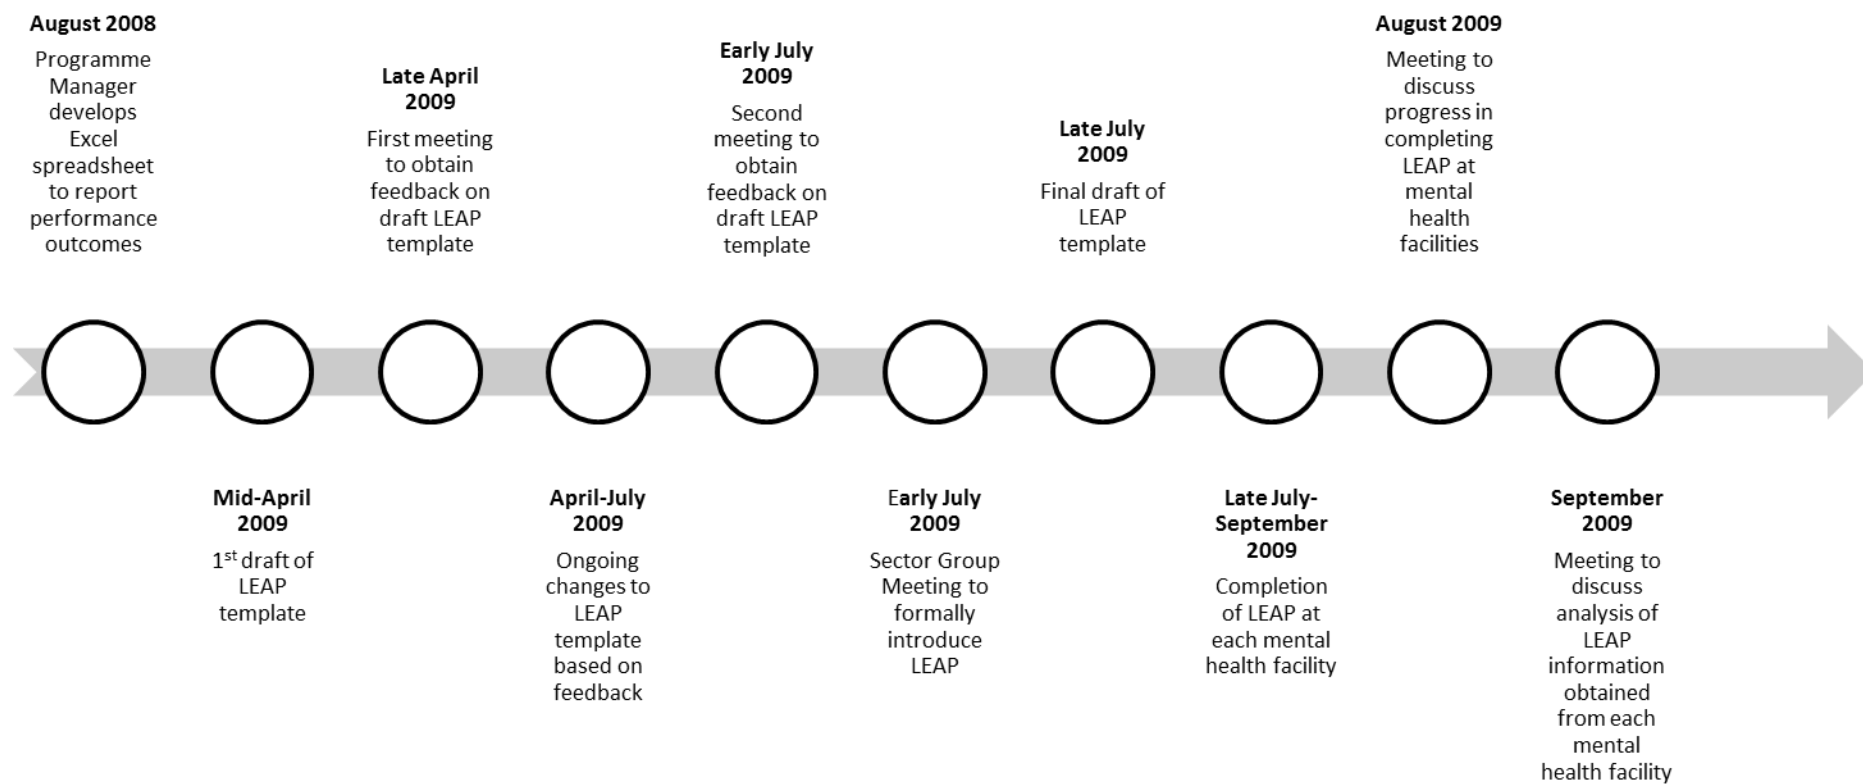 August 2008
Programme
Manager
develops
Excel
spreadsheet
to report
performance
outcomes
Mid-April
2009
1st draft of
LEAP
template
Late April
2009
First meeting
to obtain
feedback on
draft LEAP
template
April-July
2009
Ongoing
changes to
LEAP
template
based on
feedback
Early July
2009
Second
meeting to
obtain
feedback on
draft LEAP
template
Early July
2009
Sector Group
Meeting to
formally
introduce
LEAP
Late July
2009
Final draft of
LEAP
template
Late July-
September
2009
Completion
of LEAP at
each mental
health facility
August 2009
Meeting to
discuss
progress in
completing
LEAP at
mental
health
facilities
September
2009
Meeting to
discuss
analysis of
LEAP
information
obtained
from each
mental
health facility